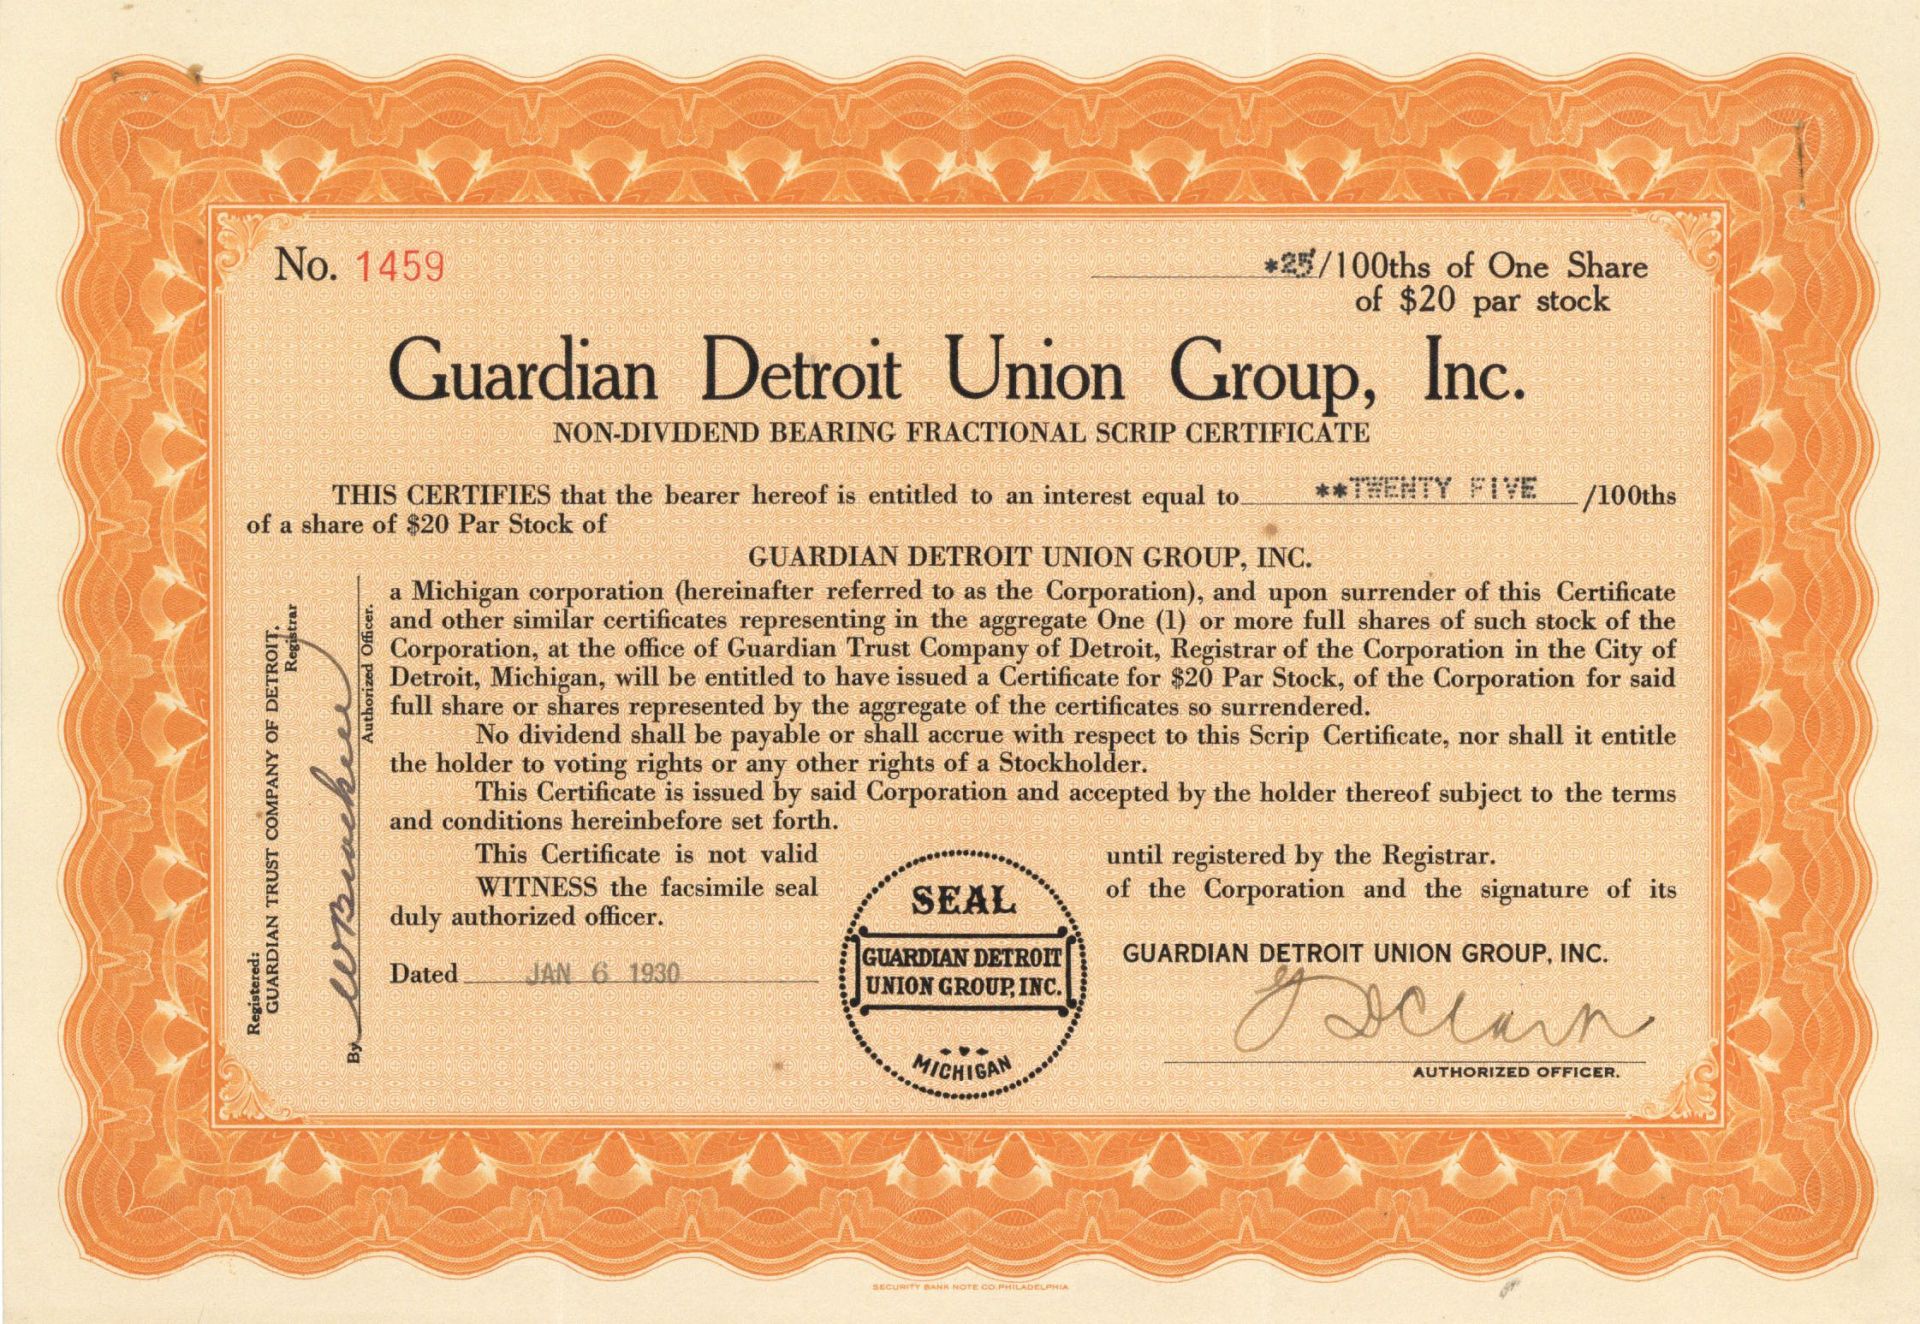 No. 1459
*25/100ths of One Share
of $20 par stock
Guardian Detroit Union Group, Inc.
NON-DIVIDEND BEARING FRACTIONAL SCRIP CERTIFICATE
THIS CERTIFIES that the bearer hereof is entitled to an interest equal to **TWENTY FIVE /100ths
of a share of $20 Par Stock of
GUARDIAN DETROIT UNION GROUP, INC.
a Michigan corporation (hereinafter referred to as the Corporation), and upon surrender of this Certificate
and other similar certificates representing in the aggregate One (1) or more full shares of such stock of the
Corporation, at the office of Guardian Trust Company of Detroit, Registrar of the Corporation in the City of
Detroit, Michigan, will be entitled to have issued a Certificate for $20 Par Stock, of the Corporation for said
full share or shares represented by the aggregate of the certificates so surrendered.
No dividend shall be payable or shall accrue with respect to this Scrip Certificate, nor shall it entitle
the holder to voting rights or any other rights of a Stockholder.
This Certificate is issued by said Corporation and accepted by the holder thereof subject to the terms
and conditions hereinbefore set forth.
This Certificate is not valid until registered by the Registrar.
WITNESS the facsimile seal of the Corporation and the signature of its
duly authorized officer.
Dated JAN 6 1930
SEAL
GUARDIAN DETROIT
UNION GROUP, INC.
MICHIGAN
GUARDIAN DETROIT UNION GROUP, INC.
Clark
AUTHORIZED OFFICER.
Registered:
GUARDIAN TRUST COMPANY OF DETROIT,
Registrar
By
Authorized Officer.
SECURITY BANK NOTE CO. PHILADELPHIA